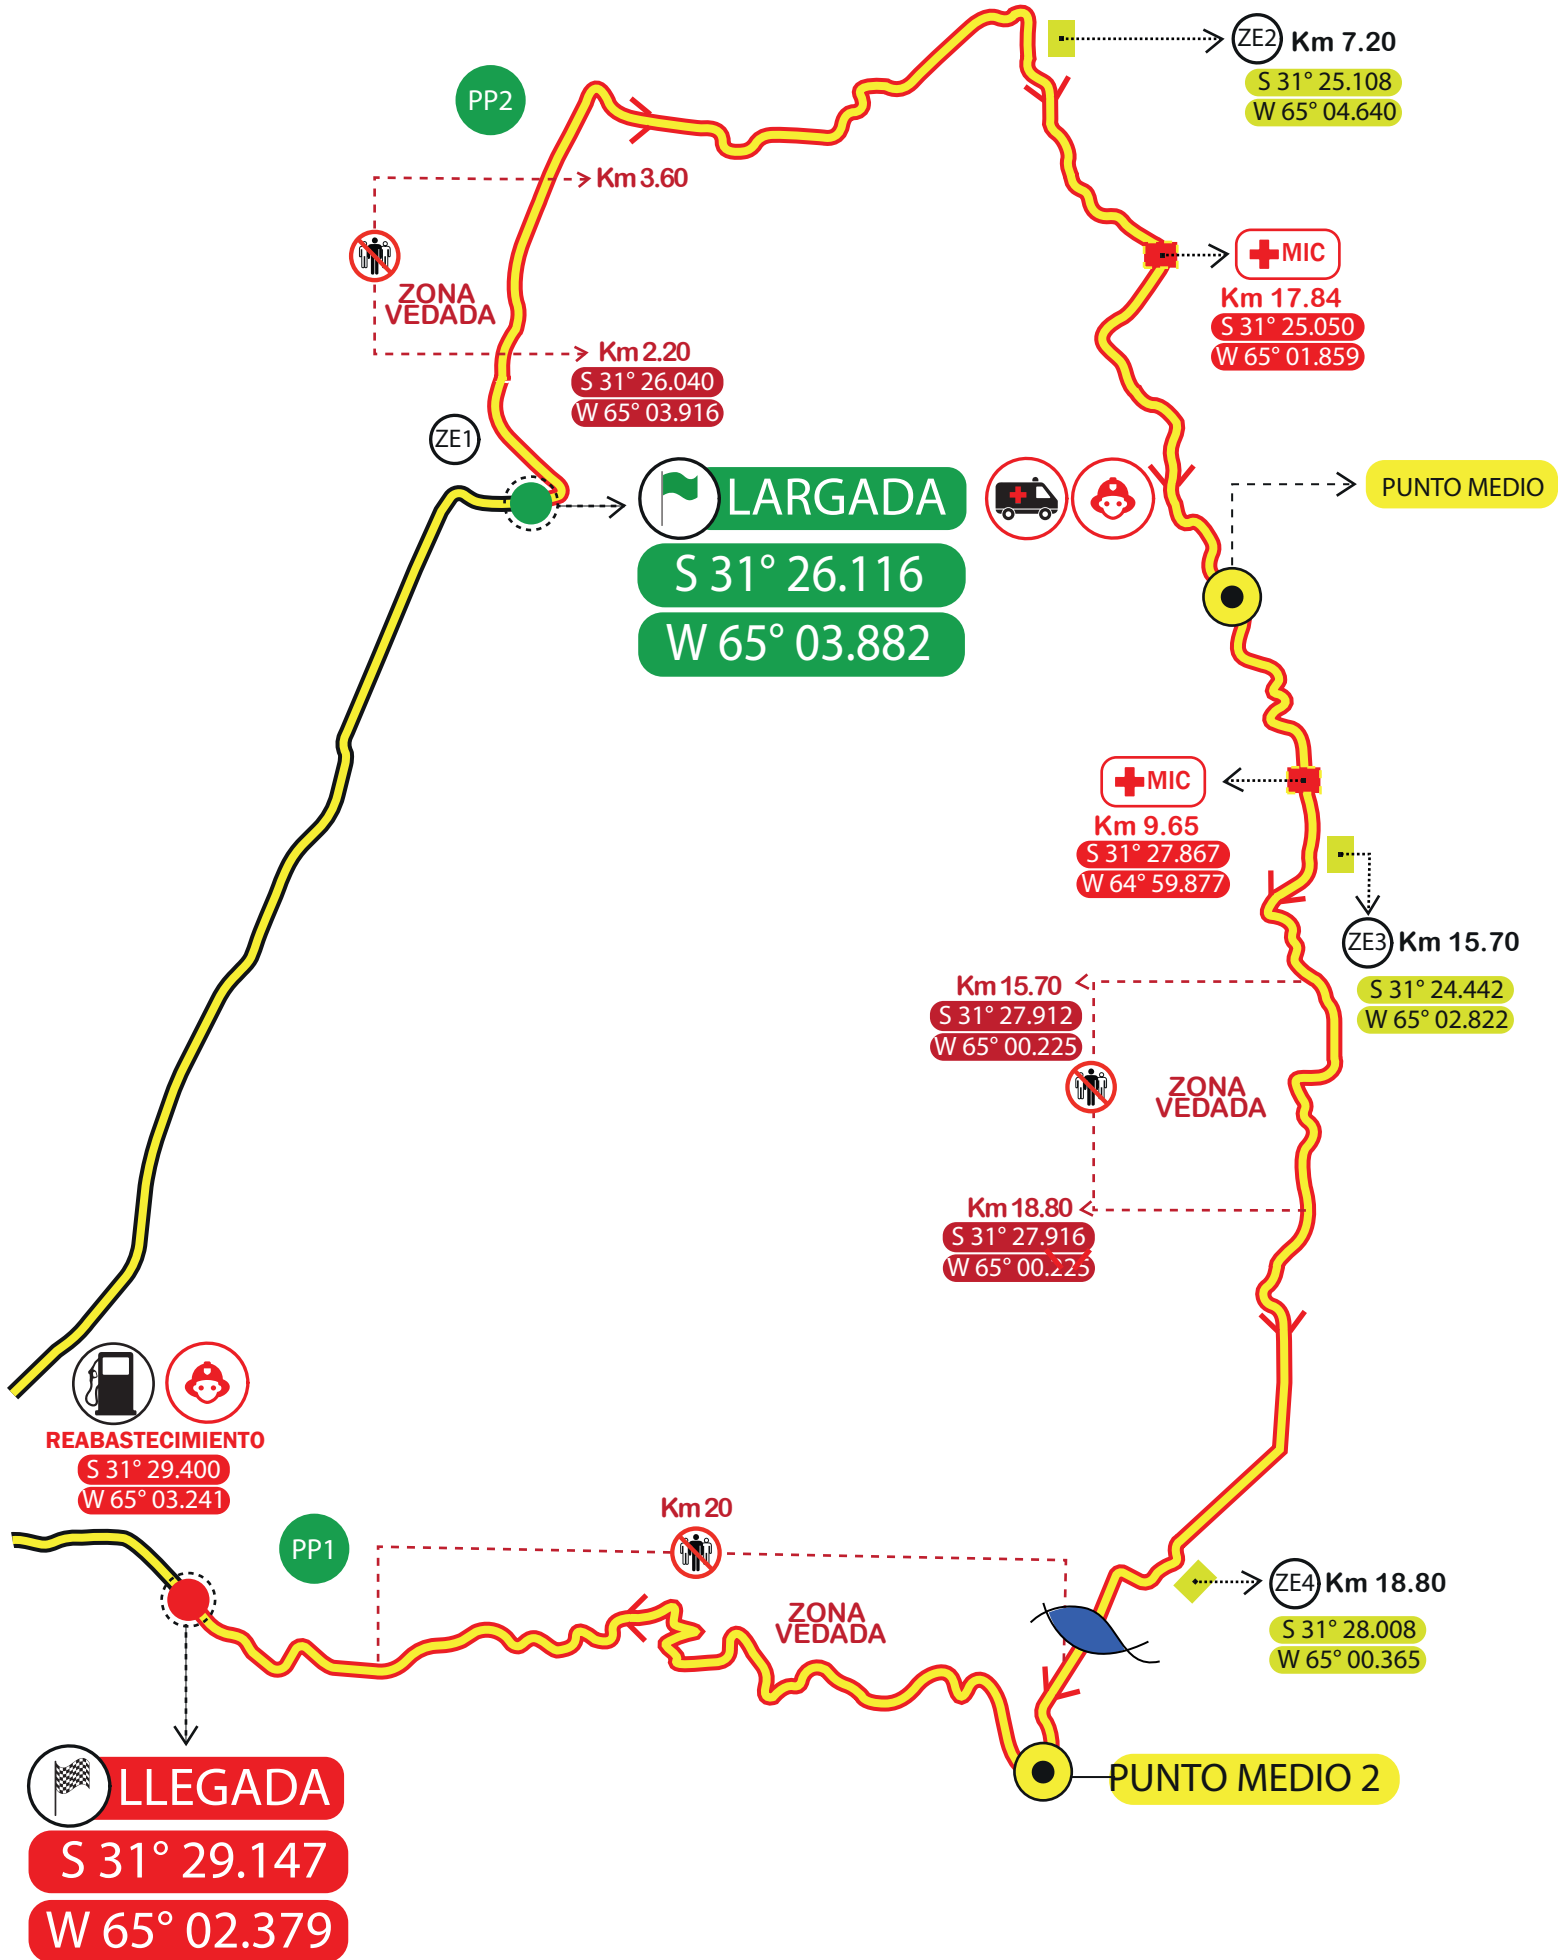 ZE2 Km 7.20
S 31° 25.108
W 65° 04.640
PP2
Km 3.60
ZONA
VEDADA
Km 2.20
S 31° 26.040
W 65° 03.916
MIC
Km 17.84
S 31° 25.050
W 65° 01.859
ZE1
LARGADA
S 31° 26.116
W 65° 03.882
PUNTO MEDIO
MIC
Km 9.65
S 31° 27.867
W 64° 59.877
ZE3 Km 15.70
S 31° 24.442
W 65° 02.822
Km 15.70
S 31° 27.912
W 65° 00.225
ZONA
VEDADA
Km 18.80
S 31° 27.916
W 65° 00.225
REABASTECIMIENTO
S 31° 29.400
W 65° 03.241
PP1
Km 20
ZONA
VEDADA
ZE4 Km 18.80
S 31° 28.008
W 65° 00.365
PUNTO MEDIO 2
LLEGADA
S 31° 29.147
W 65° 02.379